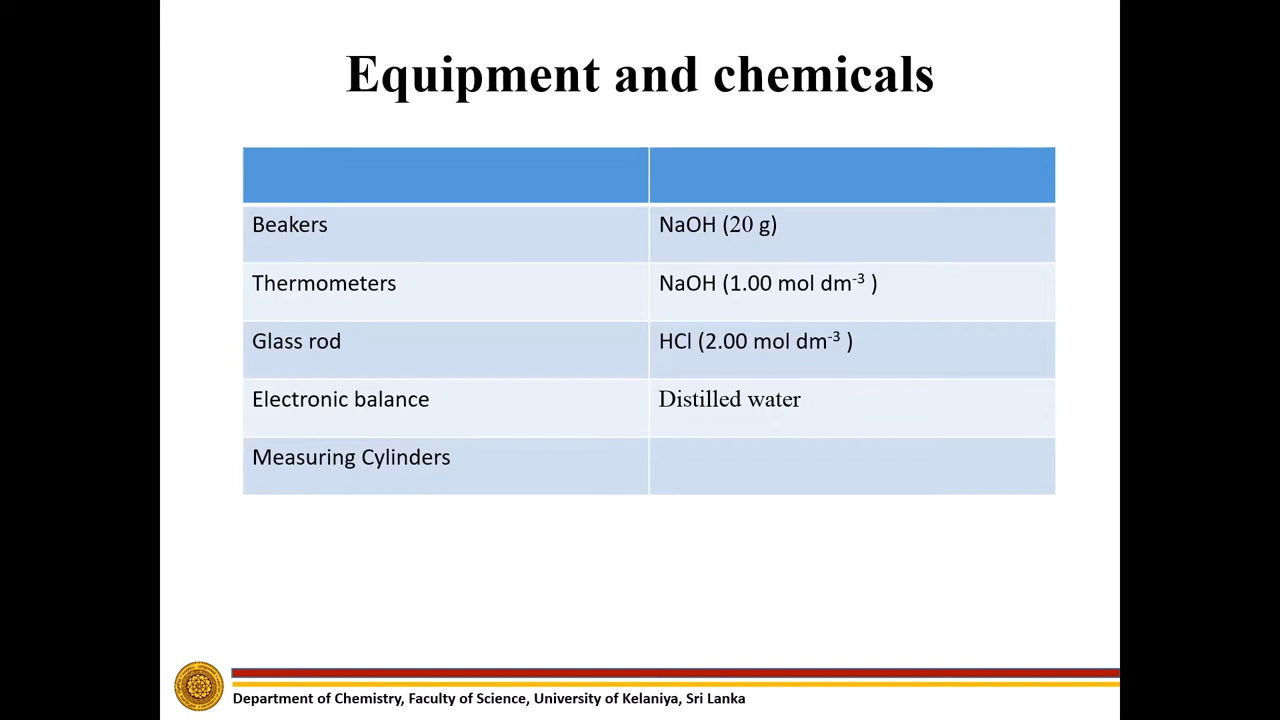 Equipment and chemicals
Beakers NaOH (20 g)
Thermometers NaOH (1.00 mol dm-3 )
Glass rod HCl (2.00 mol dm-3 )
Electronic balance Distilled water
Measuring Cylinders
Department of Chemistry, Faculty of Science, University of Kelaniya, Sri Lanka